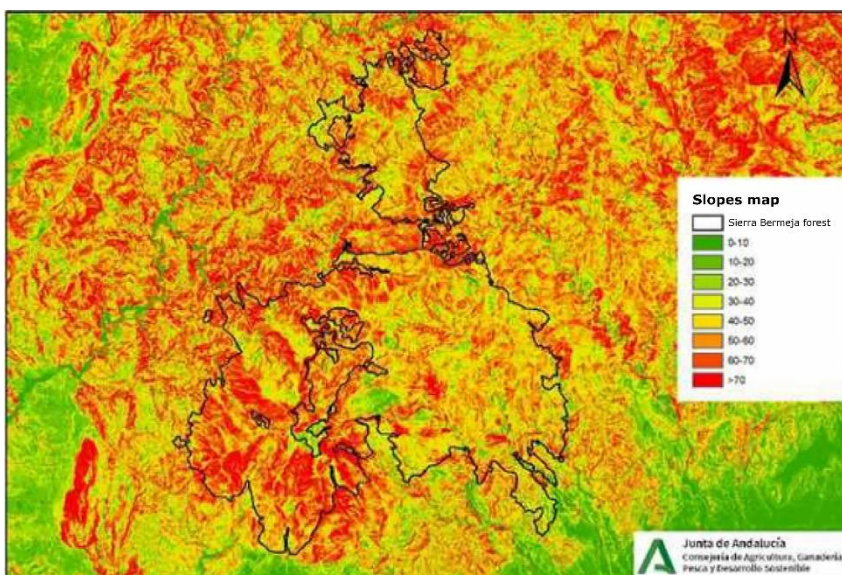 N
Slopes map
Sierra Bermeja forest
0-10
10-20
20-30
30-40
40-50
50-60
60-70
>70
Junta de Andalucía
Consejería de Agricultura, Ganadería
Pesca y Desarrollo Sostenible